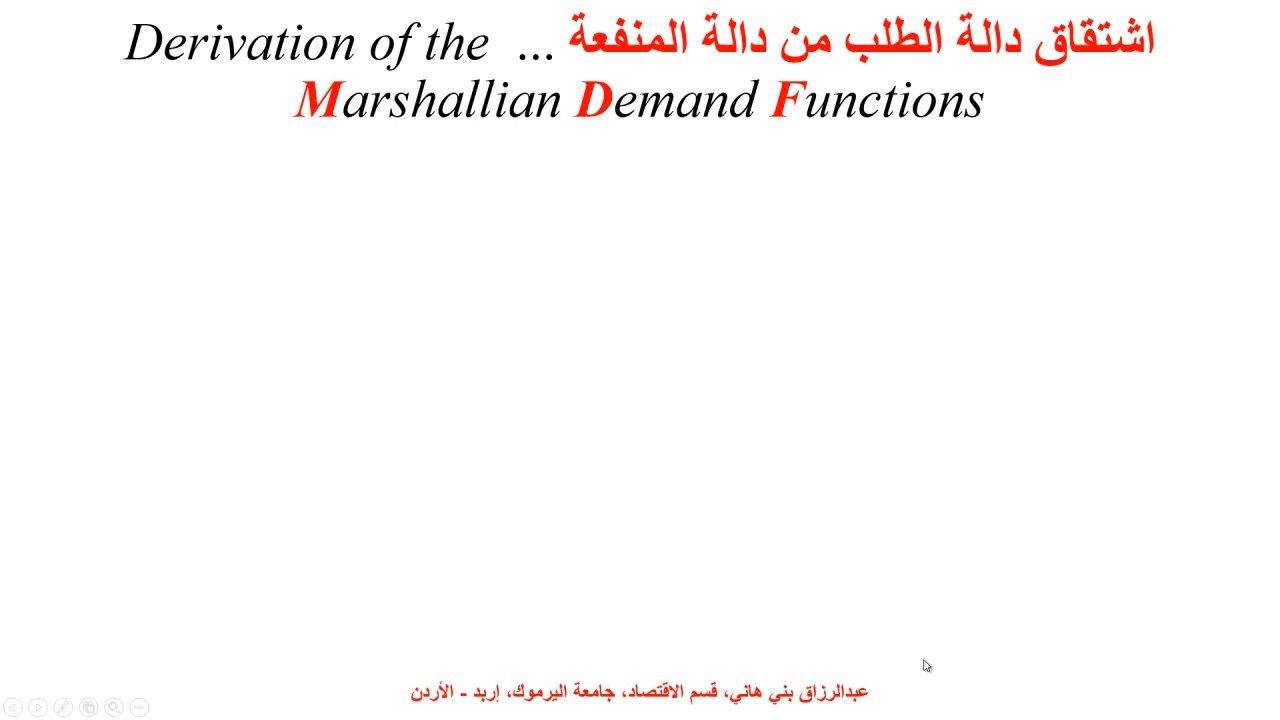 اشتقاق دالة الطلب من دالة المنفعة ... Derivation of the
Marshallian Demand Functions
عبدالرزاق بني هاني، قسم الاقتصاد، جامعة اليرموك، إربد - الأردن